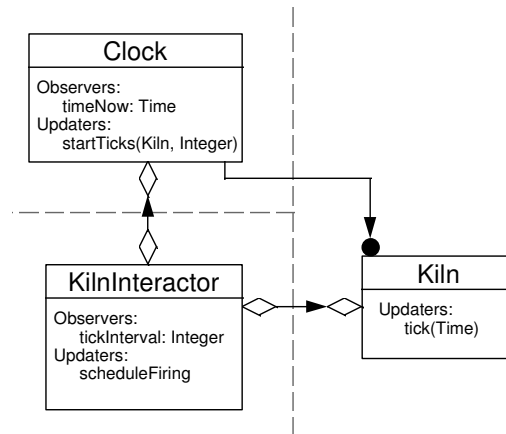 Clock
Observers:
timeNow: Time
Updaters:
startTicks(Kiln, Integer)
KilnInteractor
Observers:
tickInterval: Integer
Updaters:
scheduleFiring
Kiln
Updaters:
tick(Time)